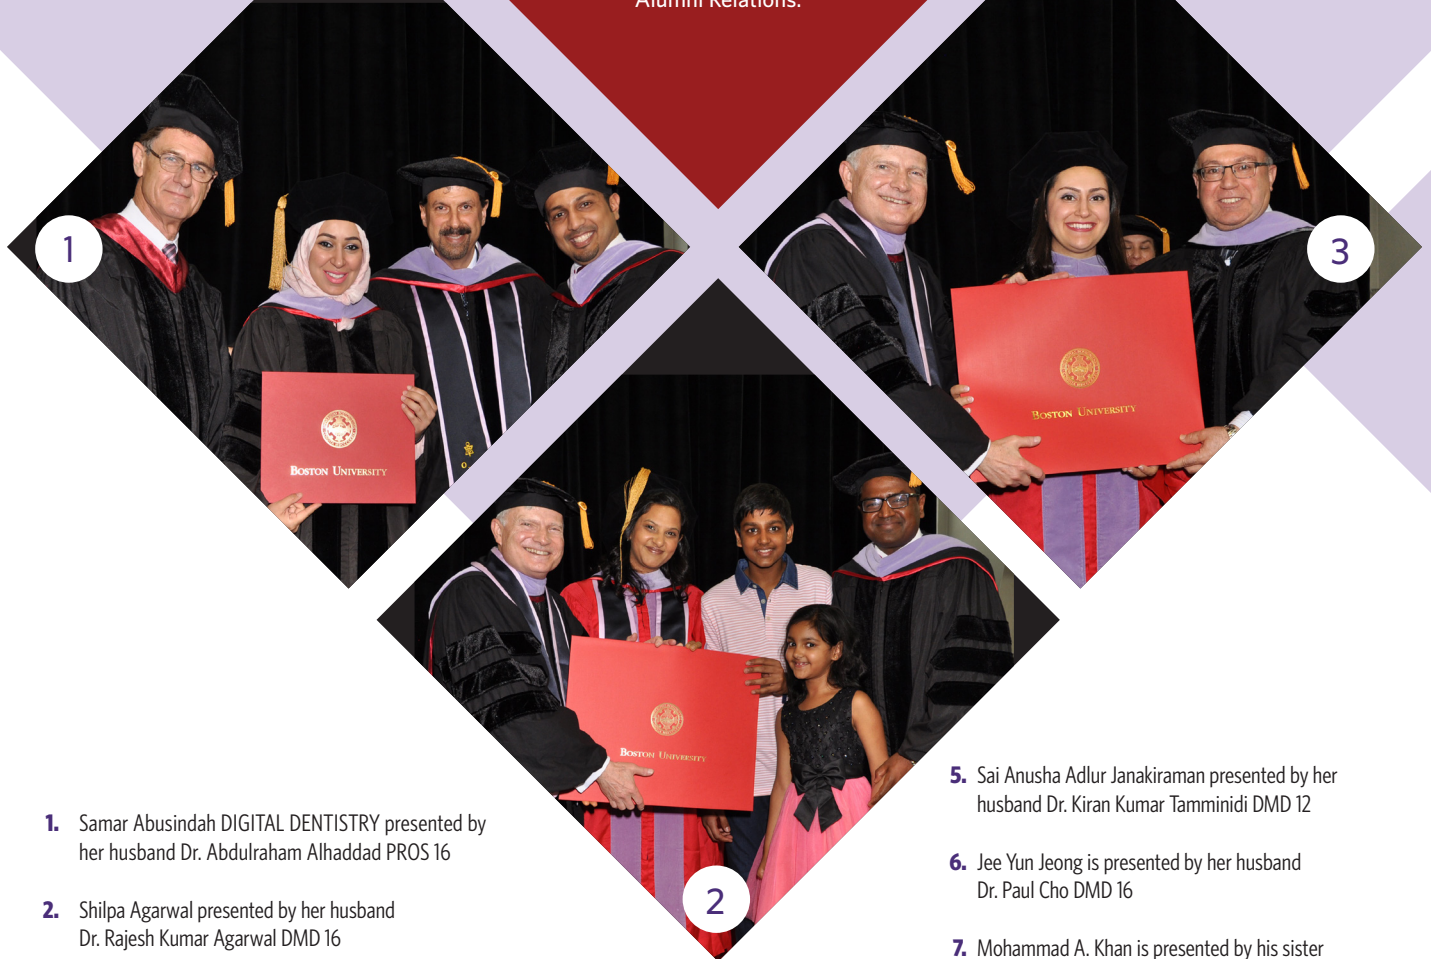 Alumni Relations.
1
3
BOSTON UNIVERSITY
BOSTON UNIVERSITY
BOSTON UNIVERSITY
2
1. Samar Abusindah DIGITAL DENTISTRY presented by
her husband Dr. Abdulraham Alhaddad PROS 16
2. Shilpa Agarwal presented by her husband
Dr. Rajesh Kumar Agarwal DMD 16
5. Sai Anusha Adlur Janakiraman presented by her
husband Dr. Kiran Kumar Tamminidi DMD 12
6. Jee Yun Jeong is presented by her husband
Dr. Paul Cho DMD 16
7. Mohammad A. Khan is presented by his sister